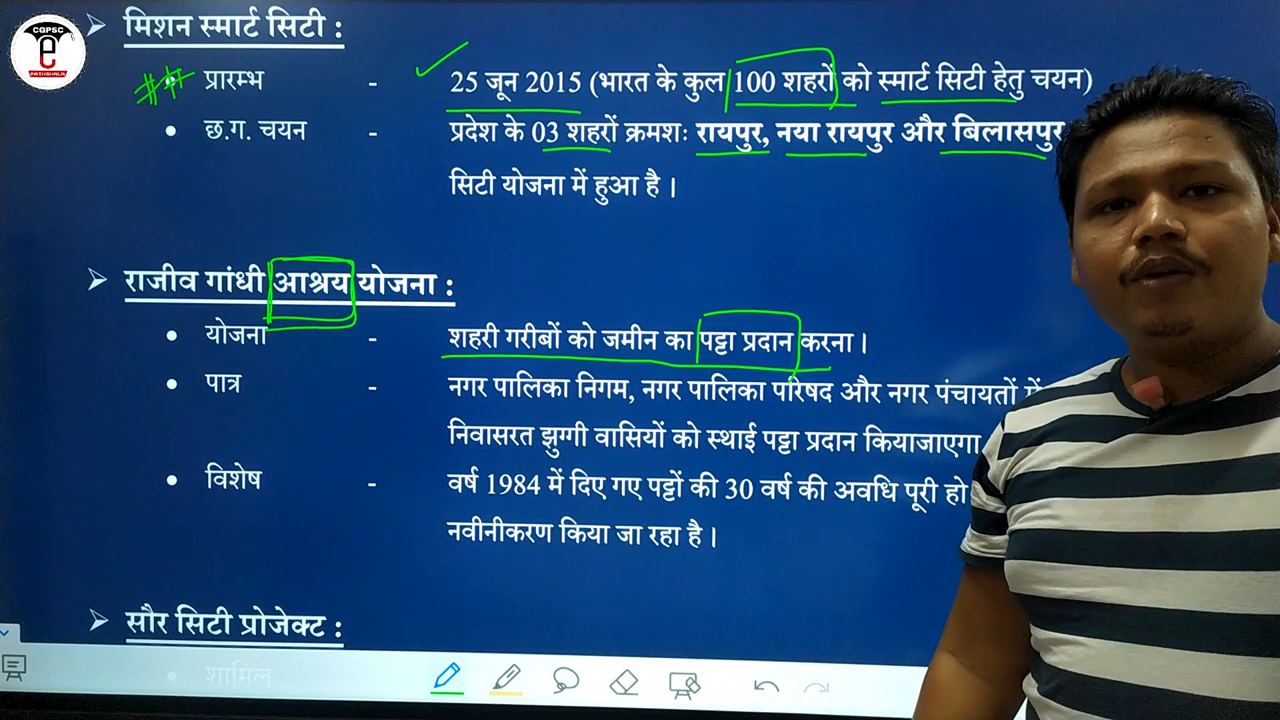 CGPSC
e
PATHSHALA
मिशन स्मार्ट सिटी :
प्रारम्भ - 25 जून 2015 (भारत के कुल 100 शहरों को स्मार्ट सिटी हेतु चयन)
छ.ग. चयन - प्रदेश के 03 शहरों क्रमशः रायपुर, नया रायपुर और बिलासपुर
सिटी योजना में हुआ है ।
राजीव गांधी आश्रय योजना :
योजना - शहरी गरीबों को जमीन का पट्टा प्रदान करना ।
पात्र - नगर पालिका निगम, नगर पालिका परिषद और नगर पंचायतों में
निवासरत झुग्गी वासियों को स्थाई पट्टा प्रदान कियाजाएगा
विशेष - वर्ष 1984 में दिए गए पट्टों की 30 वर्ष की अवधि पूरी हो
नवीनीकरण किया जा रहा है ।
सौर सिटी प्रोजेक्ट :
शामिल